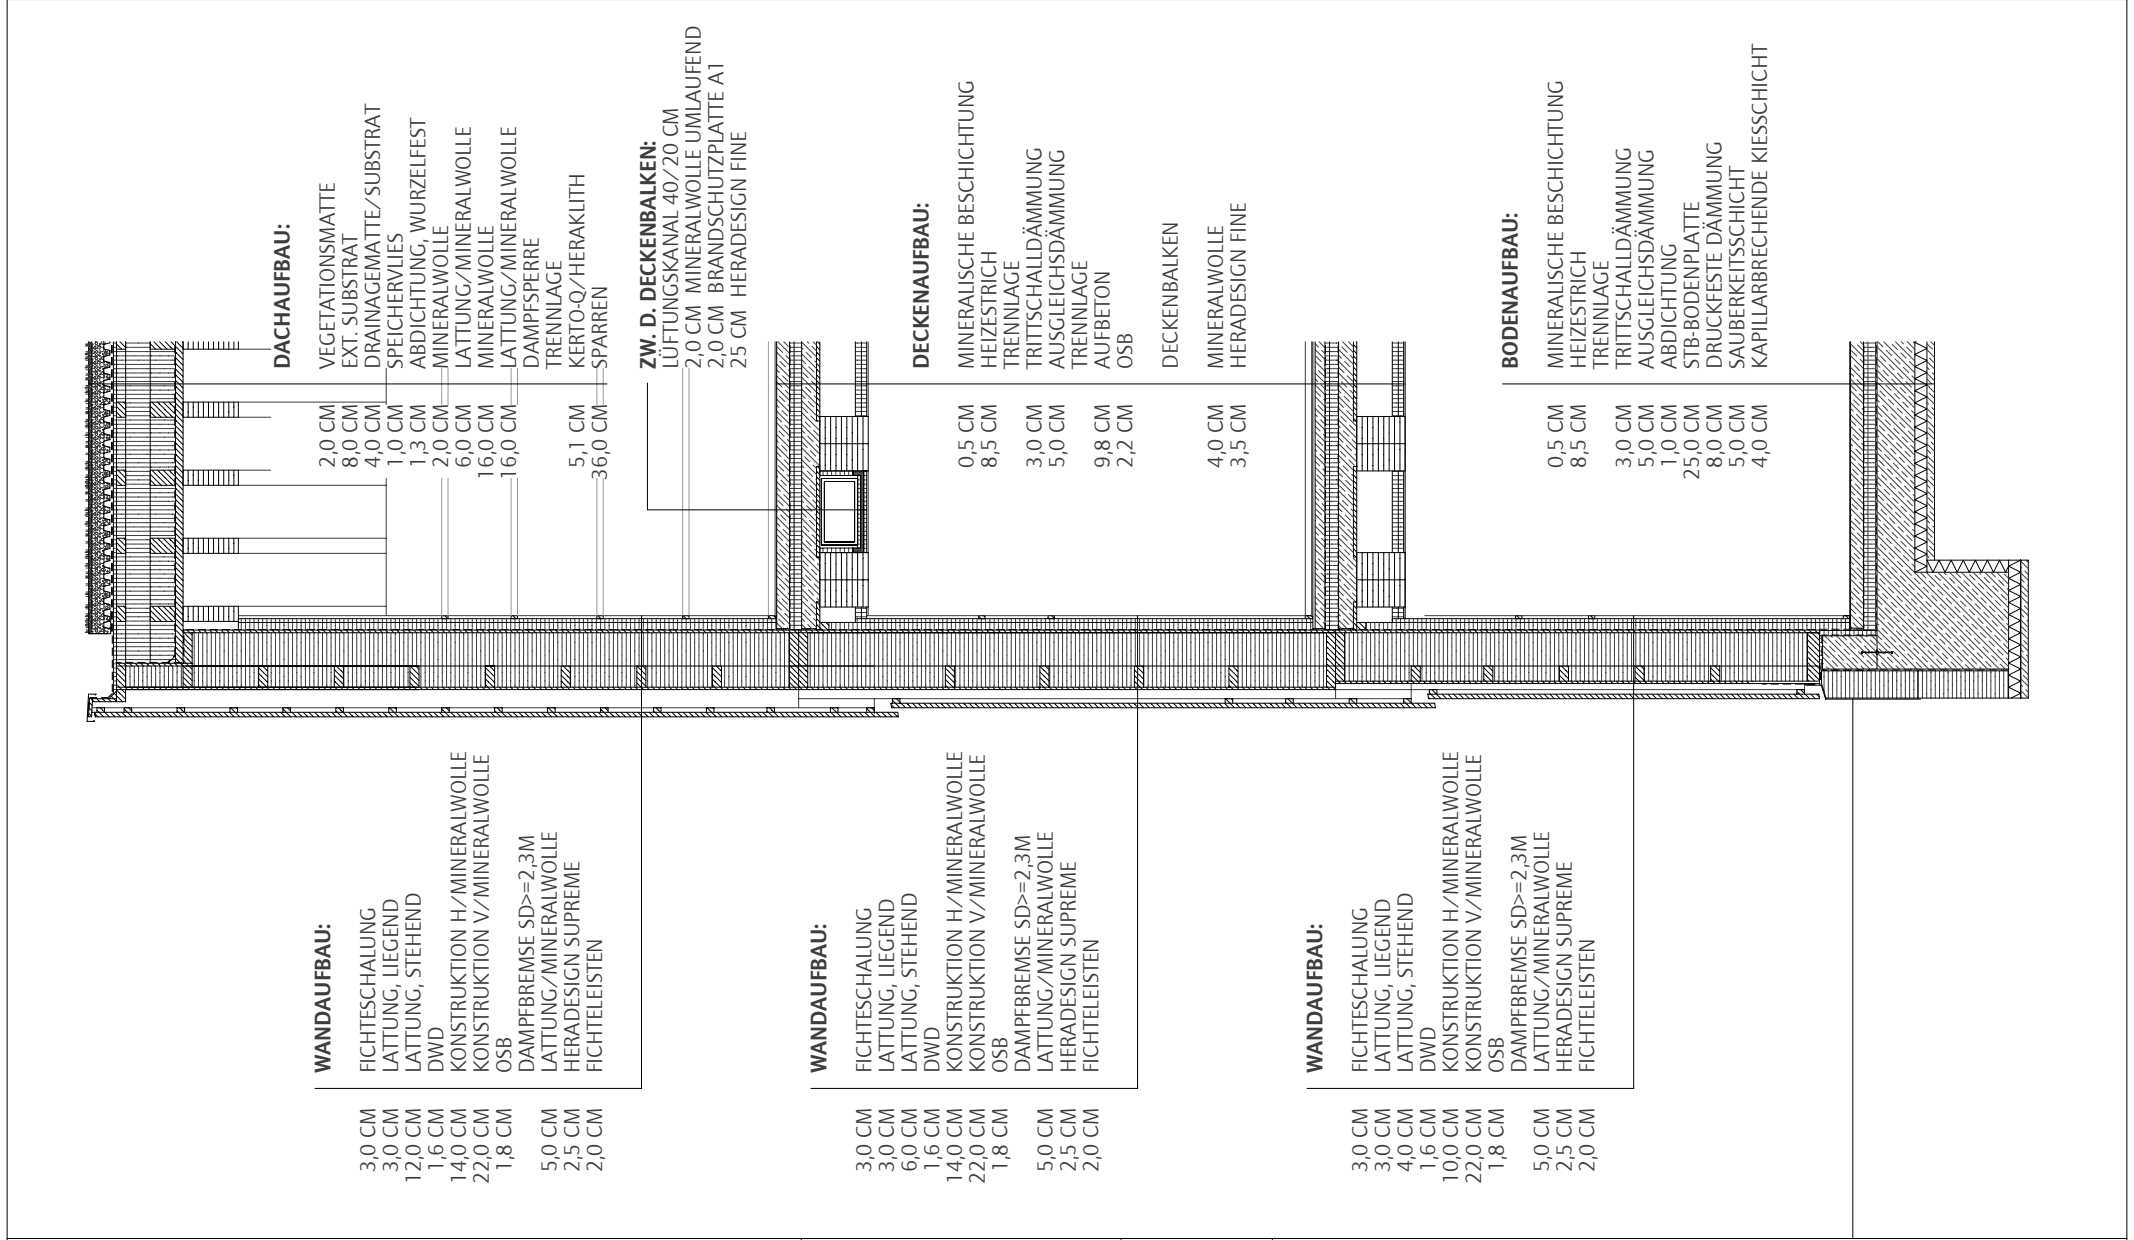 DACHAUFBAU:
2,0 CM VEGETATIONSMATTE
8,0 CM EXT. SUBSTRAT
4,0 CM DRAINAGEMATTE/SUBSTRAT
1,0 CM SPEICHERVLIES
1,3 CM ABDICHTUNG, WURZELFEST
2,0 CM MINERALWOLLE
6,0 CM LATTUNG/MINERALWOLLE
16,0 CM MINERALWOLLE
16,0 CM LATTUNG/MINERALWOLLE
DAMPFSPERRE
TRENNLAGE
5,1 CM KERTO-Q/HERAKLITH
36,0 CM SPARREN
ZW. D. DECKENBALKEN:
LÜFTUNGSKANAL 40/20 CM
2,0 CM MINERALWOLLE UMLAUFEND
2,0 CM BRANDSCHUTZPLATTE A1
25 CM HERADESIGN FINE
DECKENAUFBAU:
0,5 CM MINERALISCHE BESCHICHTUNG
8,5 CM HEIZESTRICH
TRENNLAGE
3,0 CM TRITTSCHALLDÄMMUNG
5,0 CM AUSGLEICHSDÄMMUNG
TRENNLAGE
9,8 CM AUFBETON
2,2 CM OSB
DECKENBALKEN
4,0 CM MINERALWOLLE
3,5 CM HERADESIGN FINE
BODENAUFBAU:
0,5 CM MINERALISCHE BESCHICHTUNG
8,5 CM HEIZESTRICH
TRENNLAGE
3,0 CM TRITTSCHALLDÄMMUNG
5,0 CM AUSGLEICHSDÄMMUNG
1,0 CM ABDICHTUNG
25,0 CM STB-BODENPLATTE
8,0 CM DRUCKFESTE DÄMMUNG
5,0 CM SAUBERKEITSSCHICHT
4,0 CM KAPILLARBRECHENDE KIESSCHICHT
WANDAUFBAU:
3,0 CM FICHTESCHALUNG
3,0 CM LATTUNG, LIEGEND
12,0 CM LATTUNG, STEHEND
1,6 CM DWD
14,0 CM KONSTRUKTION H/MINERALWOLLE
22,0 CM KONSTRUKTION V/MINERALWOLLE
1,8 CM OSB
DAMPFBREMSE SD>=2,3M
5,0 CM LATTUNG/MINERALWOLLE
2,5 CM HERADESIGN SUPREME
2,0 CM FICHTELEISTEN
WANDAUFBAU:
3,0 CM FICHTESCHALUNG
3,0 CM LATTUNG, LIEGEND
6,0 CM LATTUNG, STEHEND
1,6 CM DWD
14,0 CM KONSTRUKTION H/MINERALWOLLE
22,0 CM KONSTRUKTION V/MINERALWOLLE
1,8 CM OSB
DAMPFBREMSE SD>=2,3M
5,0 CM LATTUNG/MINERALWOLLE
2,5 CM HERADESIGN SUPREME
2,0 CM FICHTELEISTEN
WANDAUFBAU:
3,0 CM FICHTESCHALUNG
3,0 CM LATTUNG, LIEGEND
4,0 CM LATTUNG, STEHEND
1,6 CM DWD
10,0 CM KONSTRUKTION H/MINERALWOLLE
22,0 CM KONSTRUKTION V/MINERALWOLLE
1,8 CM OSB
DAMPFBREMSE SD>=2,3M
5,0 CM LATTUNG/MINERALWOLLE
2,5 CM HERADESIGN SUPREME
2,0 CM FICHTELEISTEN